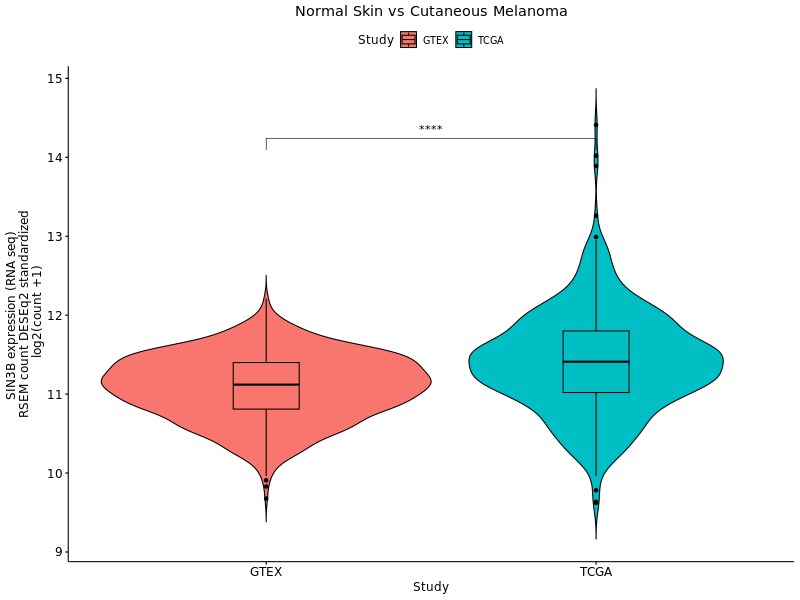 Normal Skin vs Cutaneous Melanoma
Study GTEX TCGA
15
14
13
12
11
10
9
SIN3B expression (RNA seq)
RSEM count DESEq2 standardized
log2(count +1)
****
GTEX TCGA
Study